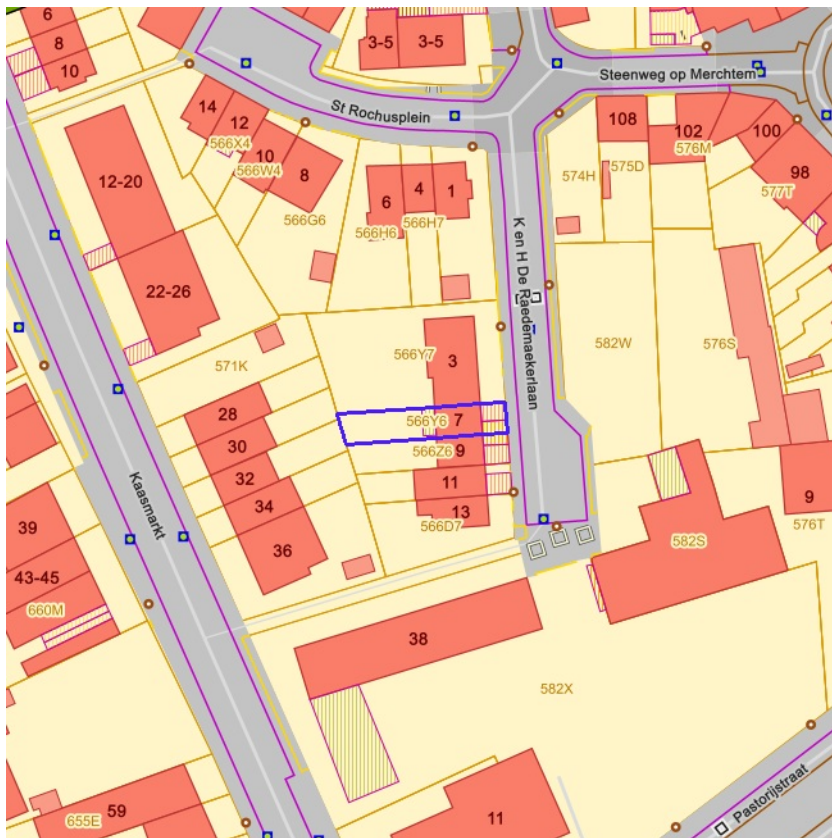 6
8
10
3-5
3-5
Steenweg op Merchtem
St Rochusplein
14
12
10
8
566X4
566W4
566G6
12-20
22-26
6
4
1
566H6
566H7
108
102
100
98
574H
575D
576M
577T
K en H De Raedemaekerlaan
582W
576S
571K
566Y7
3
28
30
32
34
36
566Y6
7
566Z6
9
11
13
566D7
Kaasmarkt
39
43-45
660M
9
576T
582S
38
582X
59
655E
11
Pastorijstraat